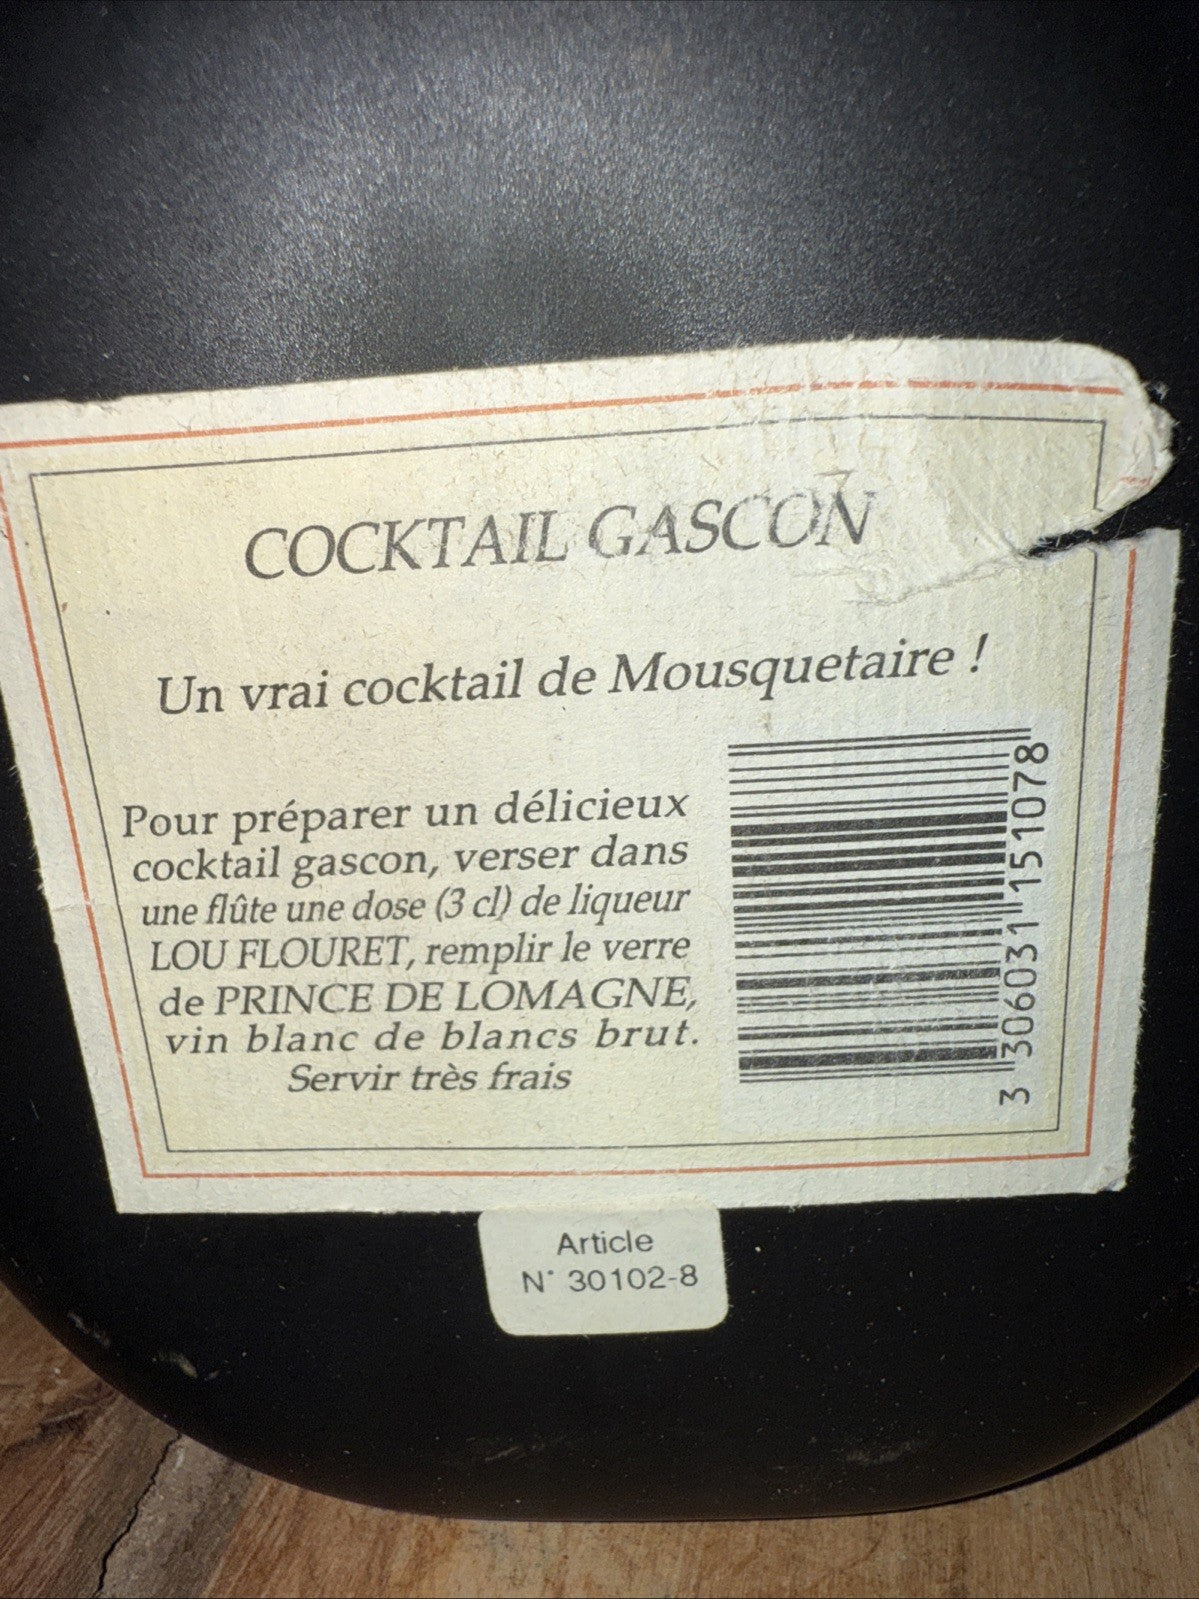 COCKTAIL GASCON
Un vrai cocktail de Mousquetaire !
Pour préparer un délicieux
cocktail gascon, verser dans
une flûte une dose (3 cl) de liqueur
LOU FLOURET, remplir le verre
de PRINCE DE LOMAGNE,
vin blanc de blancs brut.
Servir très frais
3 306031 151078
Article
N° 30102-8